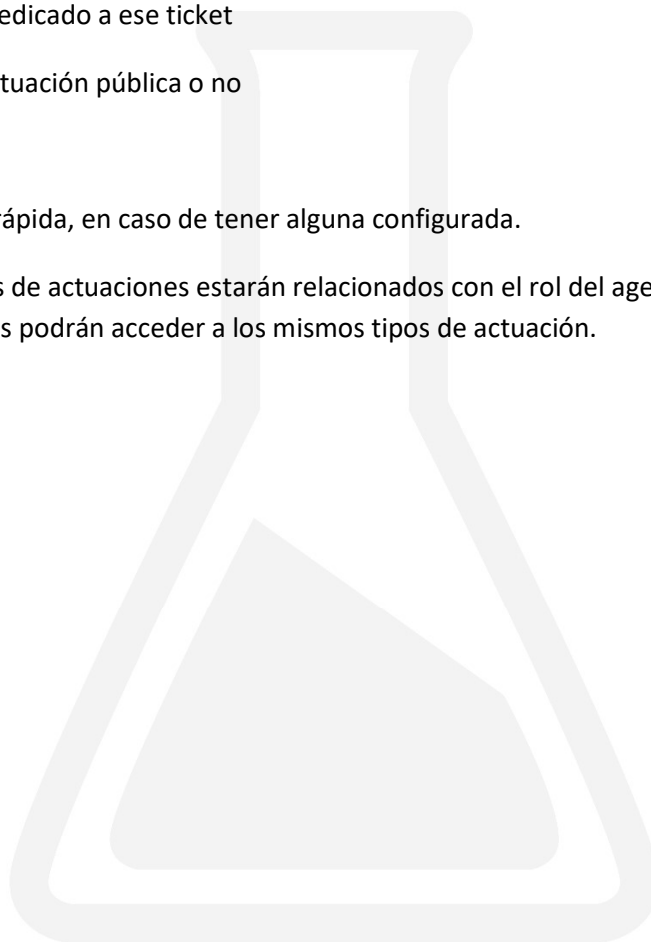 edicado a ese ticket
tuación pública o no
rápida, en caso de tener alguna configurada.
s de actuaciones estarán relacionados con el rol del age
s podrán acceder a los mismos tipos de actuación.